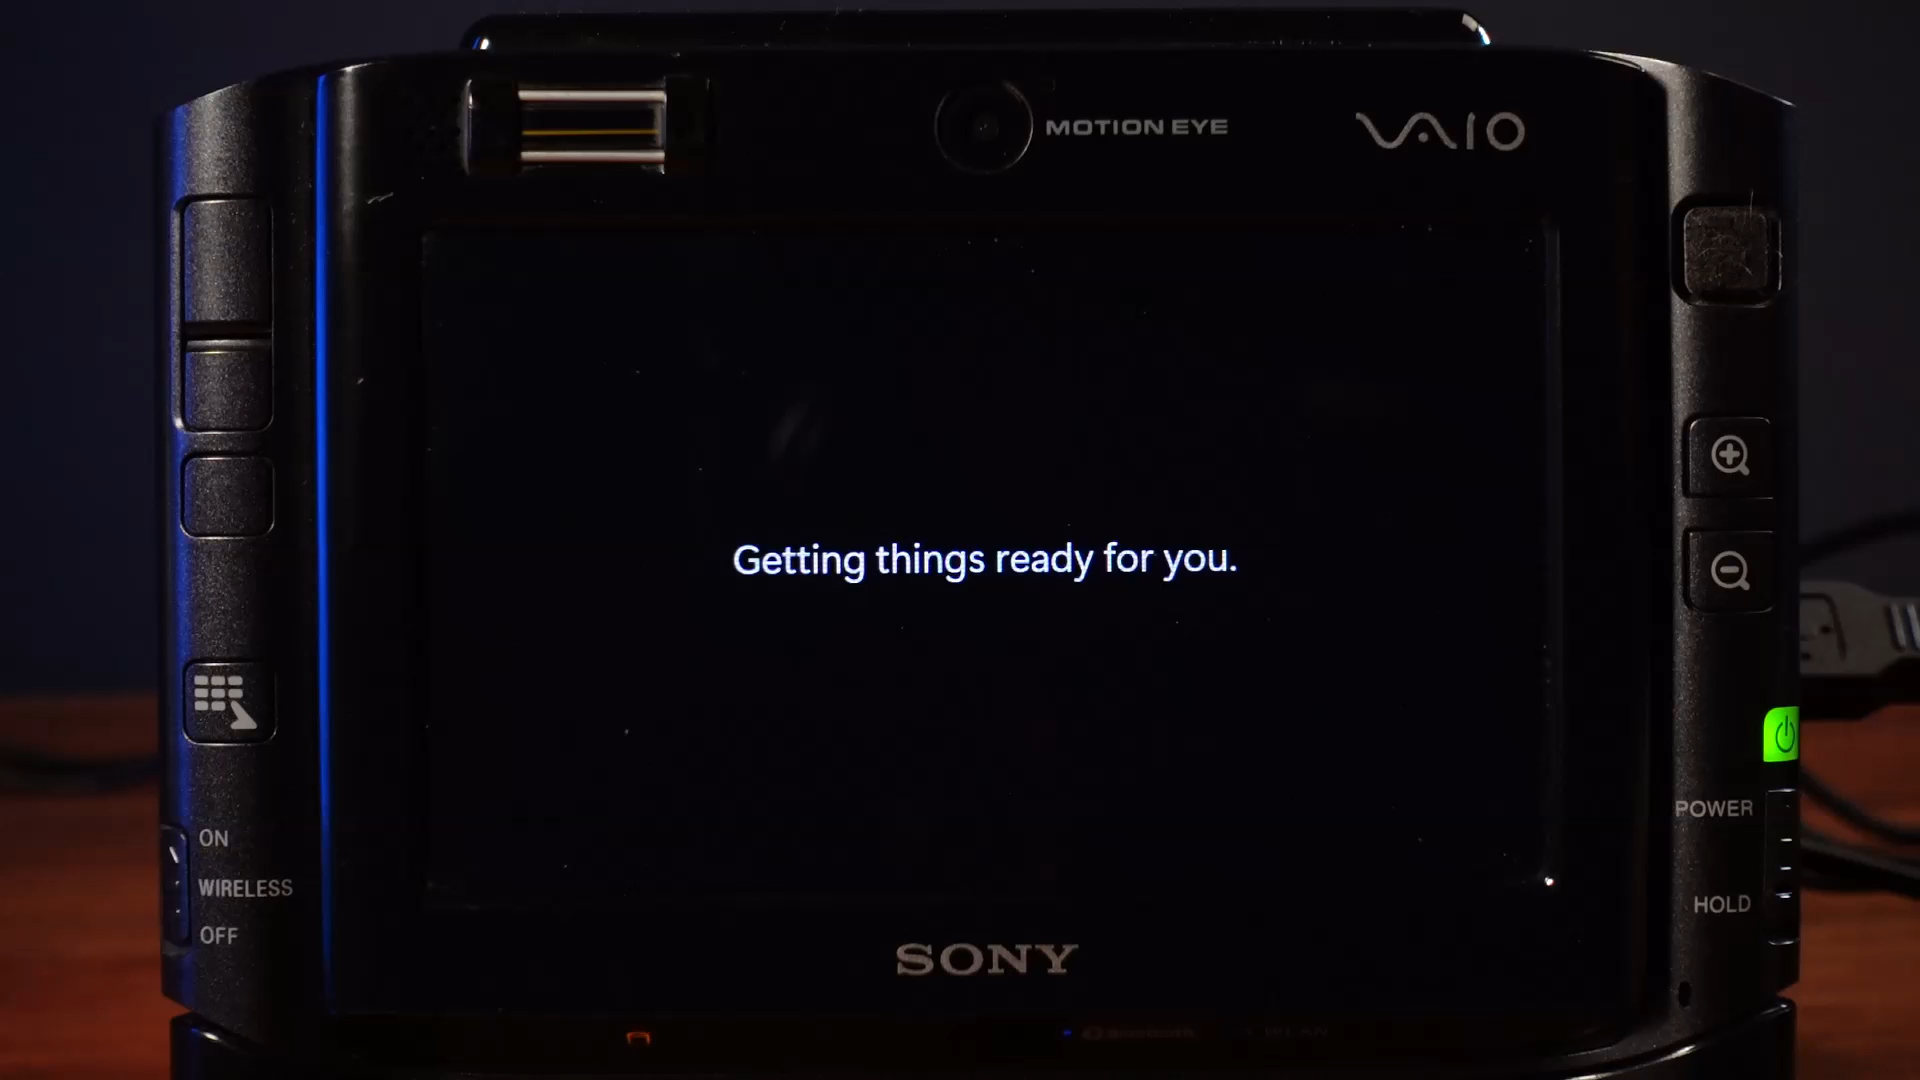 MOTION EYE
VAIO
Getting things ready for you.
ON
WIRELESS
OFF
POWER
HOLD
SONY